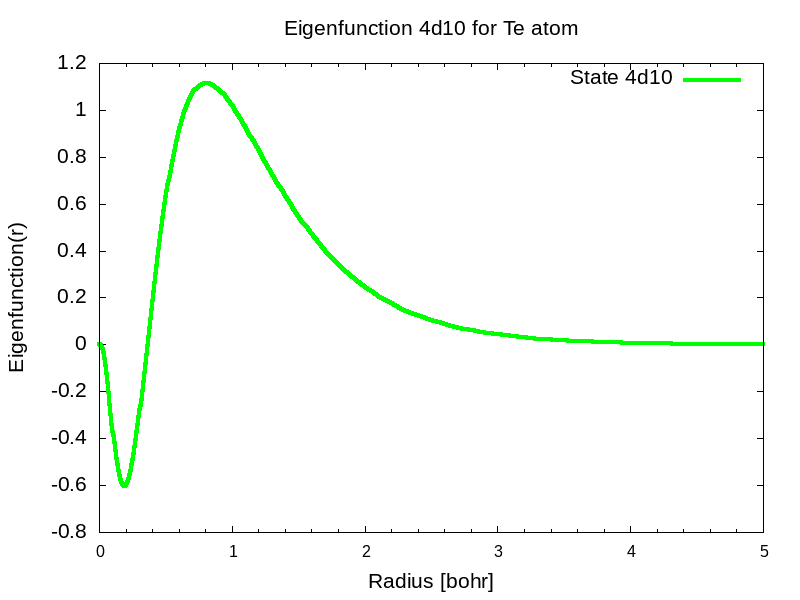 Eigenfunction 4d10 for Te atom
State 4d10
1.2
1
0.8
0.6
0.4
0.2
0
-0.2
-0.4
-0.6
-0.8
Eigenfunction(r)
0 1 2 3 4 5
Radius [bohr]